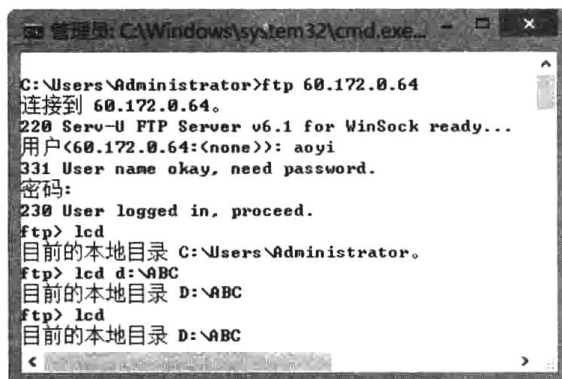 管理员: C:\Windows\system32\cmd.exe...
C:\Users\Administrator>ftp 60.172.0.64
连接到 60.172.0.64。
220 Serv-U FTP Server v6.1 for WinSock ready...
用户(60.172.0.64:(none)): aoyi
331 User name okay, need password.
密码:
230 User logged in, proceed.
ftp> lcd
目前的本地目录 C:\Users\Administrator。
ftp> lcd d:\ABC
目前的本地目录 D:\ABC
ftp> lcd
目前的本地目录 D:\ABC